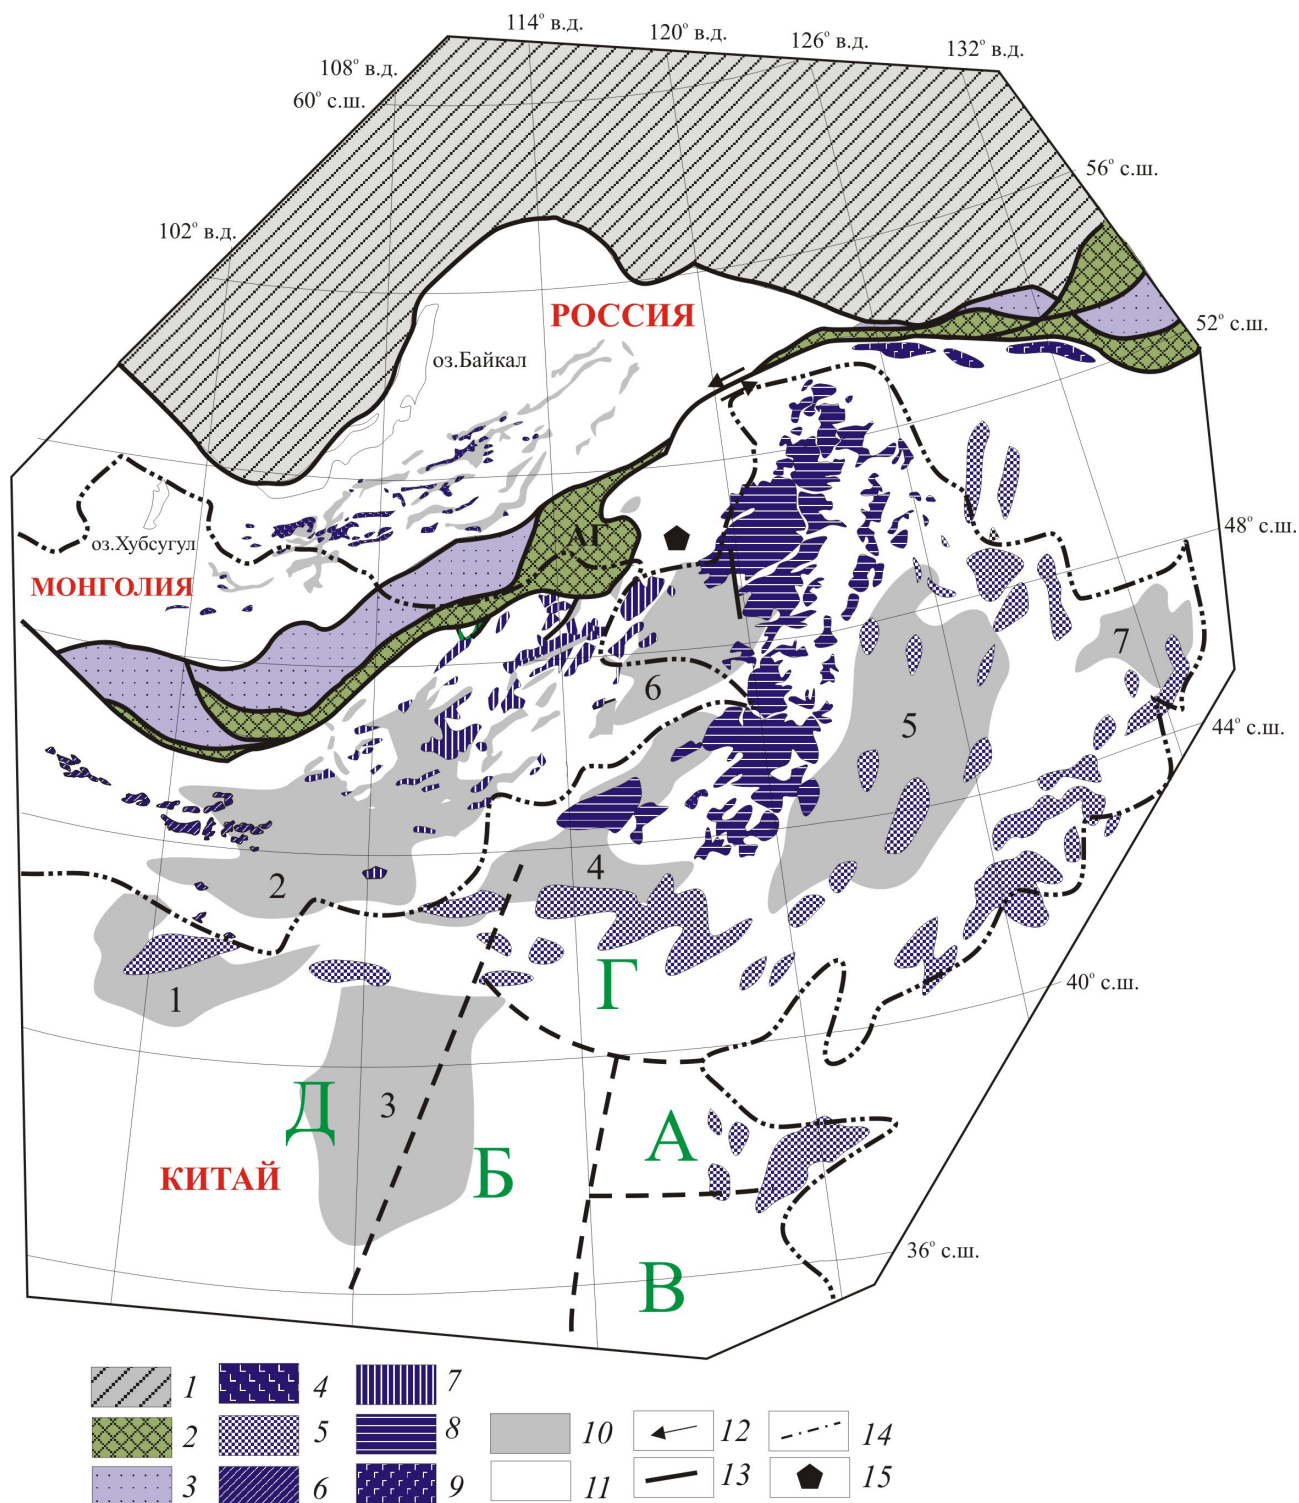 114° в.д.
120° в.д.
126° в.д.
132° в.д.
108° в.д.
60° с.ш.
56° с.ш.
102° в.д.
РОССИЯ
52° с.ш.
оз.Байкал
48° с.ш.
АГ
оз.Хубсугул
МОНГОЛИЯ
7
6
5
44° с.ш.
4
2
Г
40° с.ш.
1
Д
3
А
Б
КИТАЙ
36° с.ш.
В
1
4
7
2
5
8
10
12
14
3
6
9
11
13
15